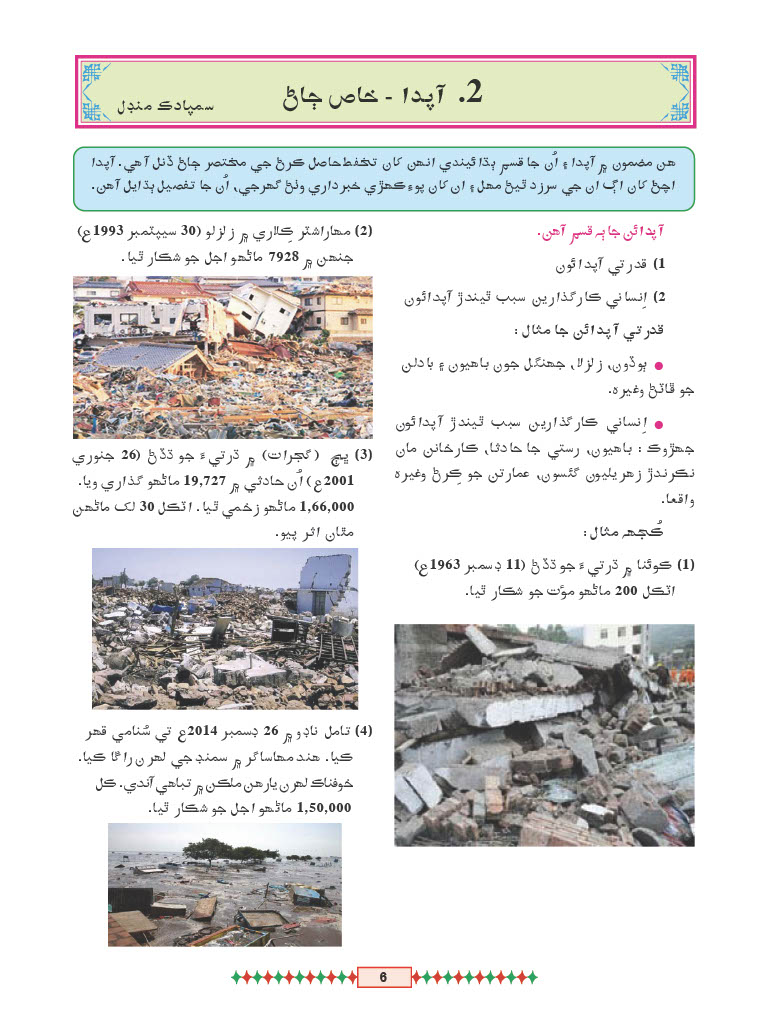 2. آپدا - خاص ڄاڻ
سمپادڪ منڊل
هن مضمون ۾ آپدا ۽ اُن جا قسم ٻڌائيندي انهن کان تحفظ حاصل ڪرڻ جي مختصر ڄاڻ ڏنل آهي. آپدا
اچڻ کان اڳ ان جي سرزد ٿيڻ مهل ۽ ان کان پوءِ ڪهڙي خبرداري وٺڻ گهرجي، اُن جا تفصيل ٻڌايل آهن.
آپدائن جا ٻه قسم آهن.
1) قدرتي آپدائون
2) اِنساني ڪارگذارين سبب ٿيندڙ آپدائون
قدرتي آپدائن جا مثال :
● ٻوڏون، زلزلا، جهنگل جون باهيون ۽ بادلن
جو ڦاٽڻ وغيره.
● اِنساني ڪارگذارين سبب ٿيندڙ آپدائون
جهڙوڪ : باهيون، رستي جا حادثا، ڪارخانن مان
نڪرندڙ زهريليون گئسون، عمارتن جو ڪِرڻ وغيره
واقعا.
ڪُجهه مثال :
(1) ڪوئنا ۾ ڌرتيءَ جو ڌڏڻ (11 ڊسمبر 1963ع)
اٽڪل 200 ماڻهو موٗت جو شڪار ٿيا.
(2) مهاراشٽر ڪِلاري ۾ زلزلو (30 سيپٽمبر 1993ع)
جنهن ۾ 7928 ماڻهو اجل جو شڪار ٿيا.
(3) ڀڄ (گجرات) ۾ ڌرتيءَ جو ڌڏڻ (26 جنوري
2001ع) اُن حادثي ۾ 19,727 ماڻهو گذاري ويا.
1,66,000 ماڻهو زخمي ٿيا. اٽڪل 30 لک ماڻهن
مٿان اثر پيو.
(4) تامل ناڊو ۾ 26 ڊسمبر 2014ع تي سُنامي قهر
ڪيا. هند مهاساگر ۾ سمنڊ جي لهرن راڦا ڪيا.
خوفناڪ لهرن يارهن ملڪن ۾ تباهي آندي. ڪل
1,50,000 ماڻهو اجل جو شڪار ٿيا.
6